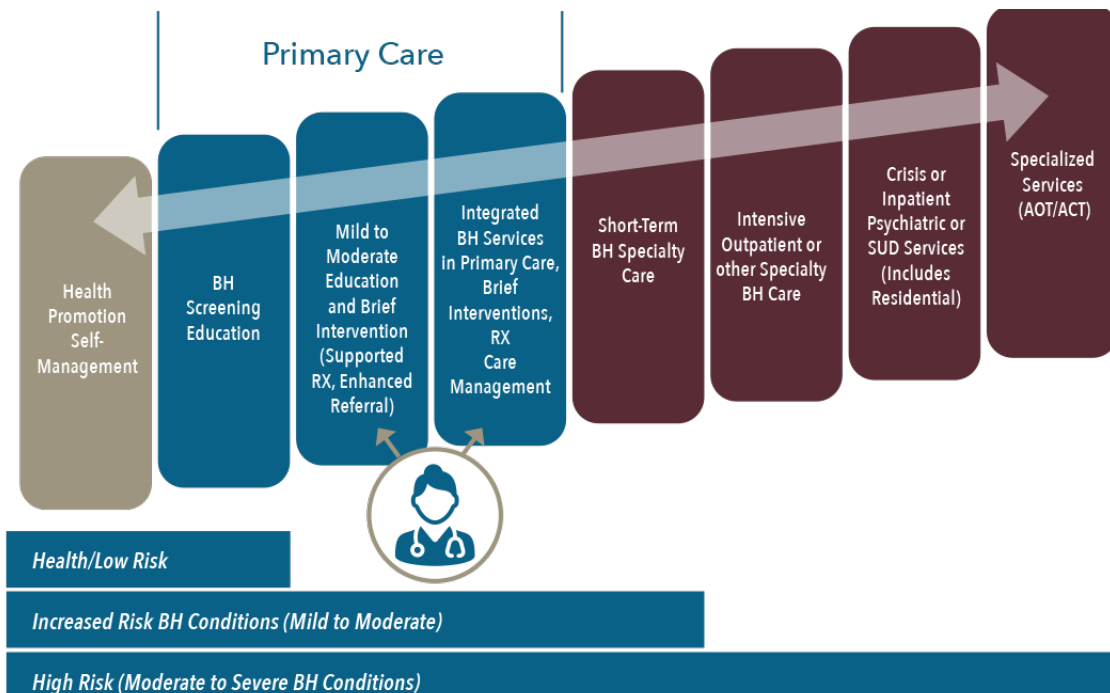 Primary Care
Health
Promotion
Self-
Management
BH
Screening
Education
Mild to
Moderate
Education
and Brief
Intervention
(Supported
RX, Enhanced
Referral)
Integrated
BH Services
in Primary Care,
Brief
Interventions,
RX
Care
Management
Short-Term
BH Specialty
Care
Intensive
Outpatient or
other Specialty
BH Care
Crisis or
Inpatient
Psychiatric or
SUD Services
(Includes
Residential)
Specialized
Services
(AOT/ACT)
Health/Low Risk
Increased Risk BH Conditions (Mild to Moderate)
High Risk (Moderate to Severe BH Conditions)